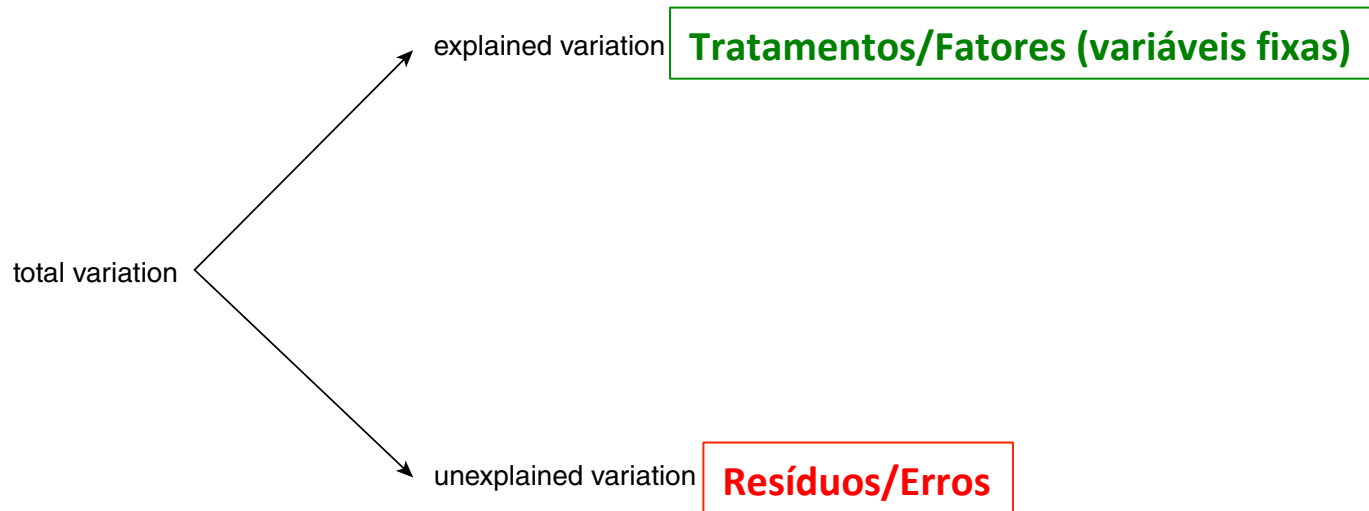 explained variation Tratamentos/Fatores (variáveis fixas)
total variation
unexplained variation Resíduos/Erros